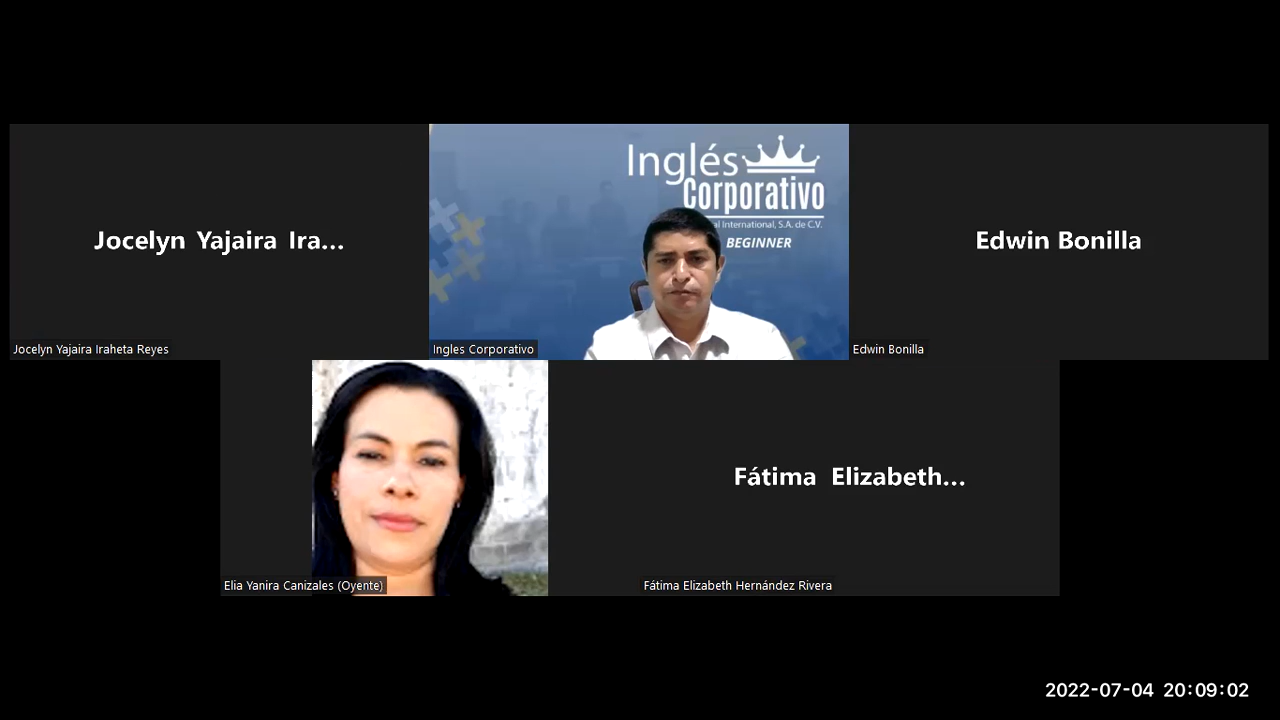 Jocelyn Yajaira Ira...
Jocelyn Yajaira Iraheta Reyes
Inglés
Corporativo
al International, S.A. de C.V.
BEGINNER
Ingles Corporativo
Edwin Bonilla
Edwin Bonilla
Elia Yanira Canizales (Oyente)
Fátima Elizabeth...
Fátima Elizabeth Hernández Rivera
2022-07-04 20:09:02